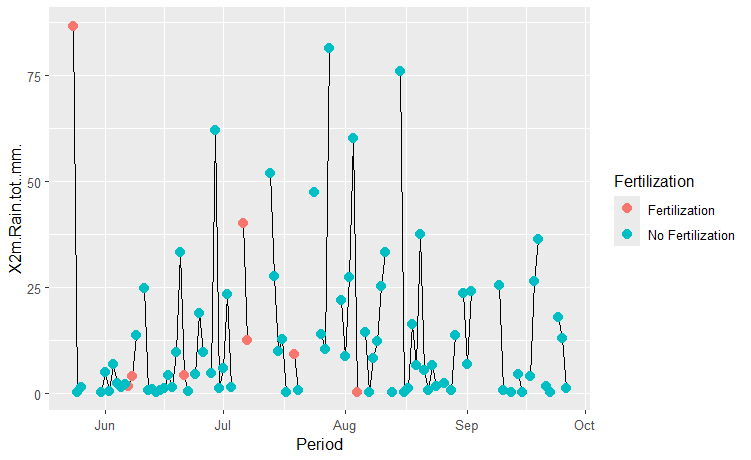 X2m.Rain.tot..mm.
75
50
25
0
Jun
Jul
Aug
Sep
Oct
Period
Fertilization
Fertilization
No Fertilization